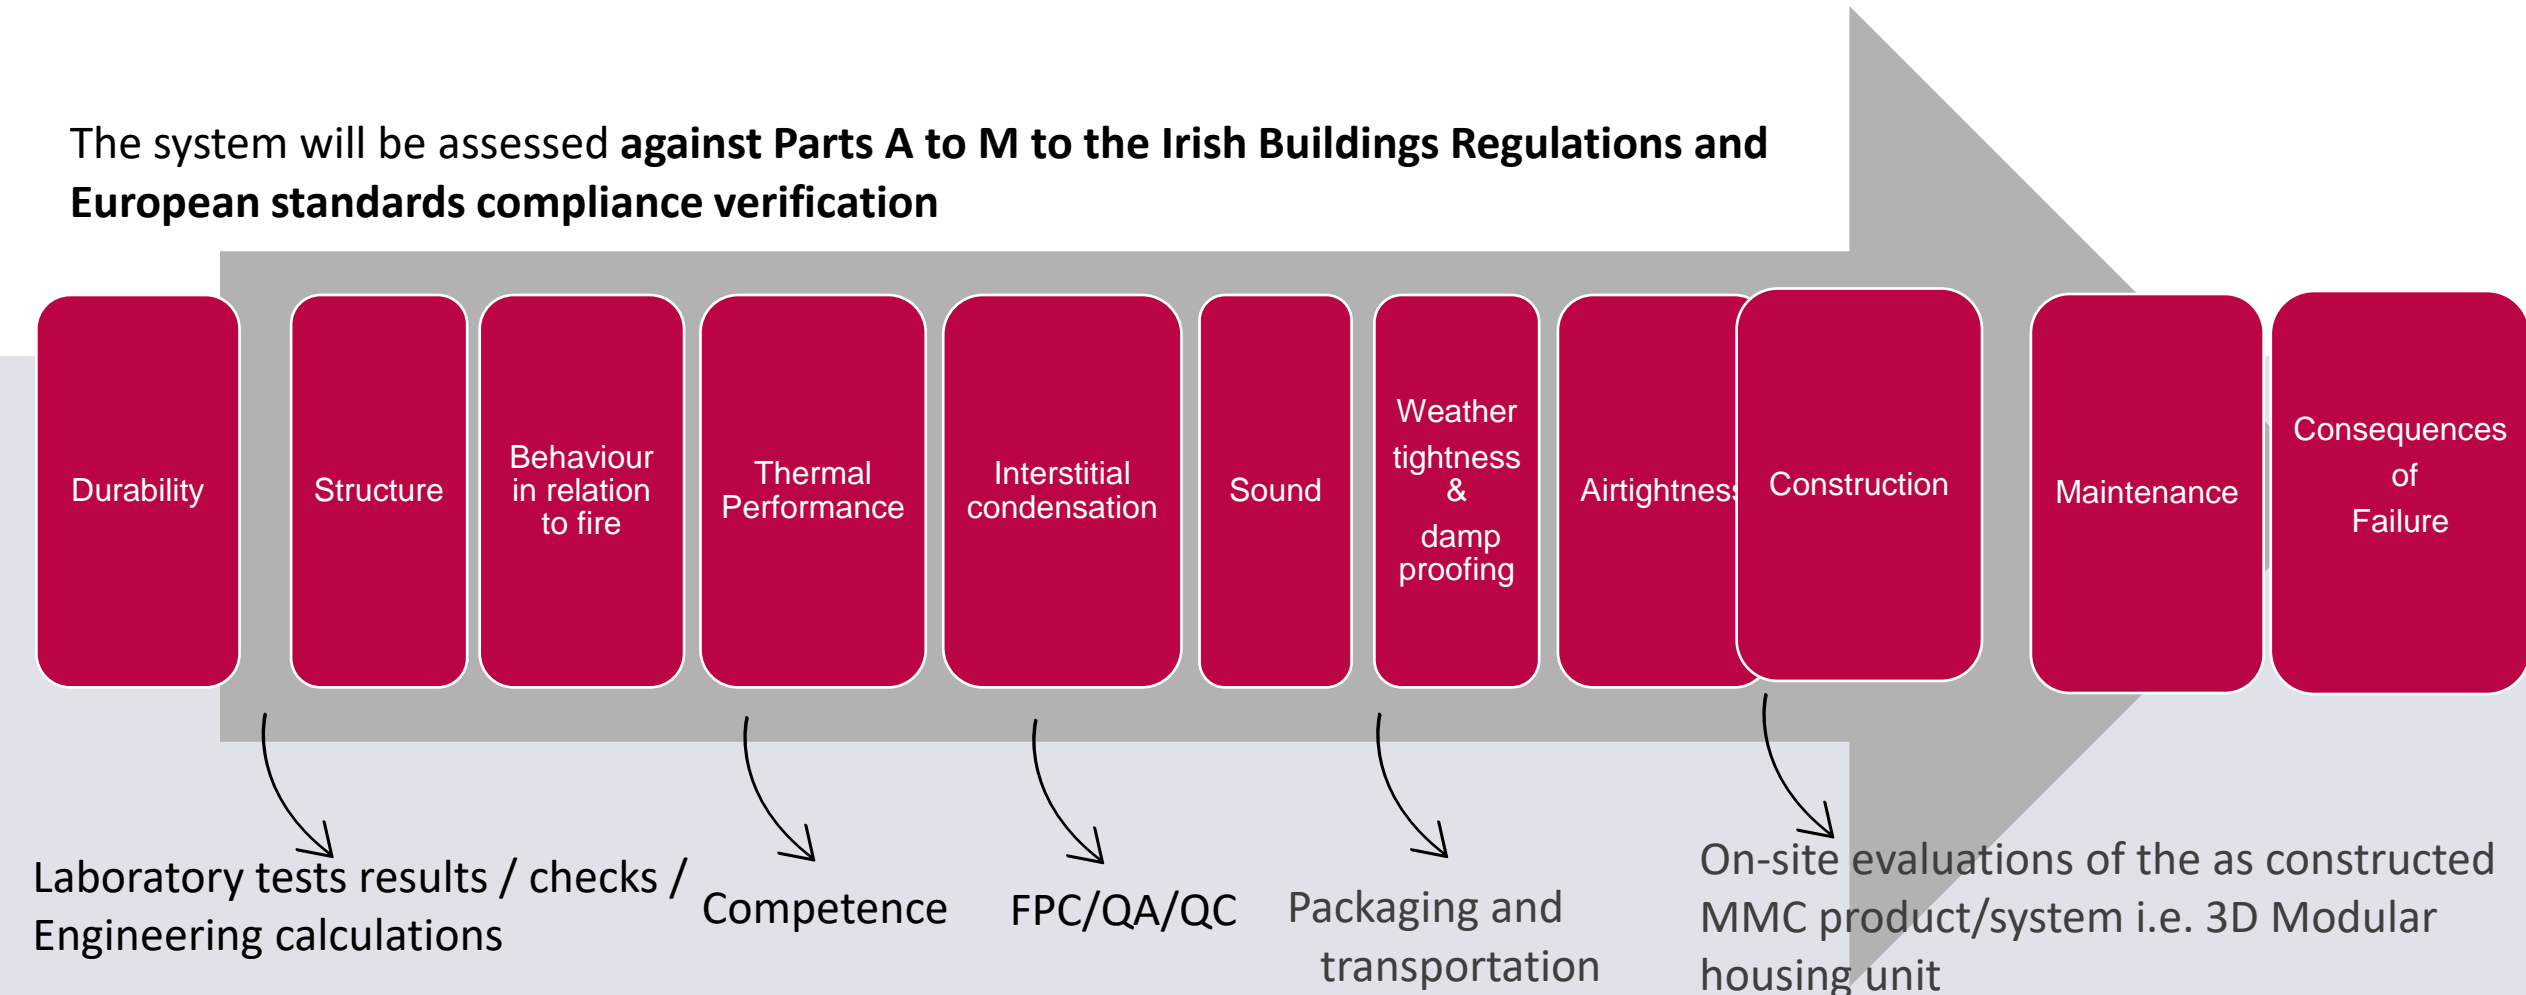 The system will be assessed against Parts A to M to the Irish Buildings Regulations and
European standards compliance verification
Durability
Structure
Behaviour
in relation
to fire
Thermal
Performance
Interstitial
condensation
Sound
Weather
tightness
&
damp
proofing
Airtightness
Construction
Maintenance
Consequences
of
Failure
Laboratory tests results / checks /
Engineering calculations
Competence
FPC/QA/QC
Packaging and
transportation
On-site evaluations of the as constructed
MMC product/system i.e. 3D Modular
housing unit